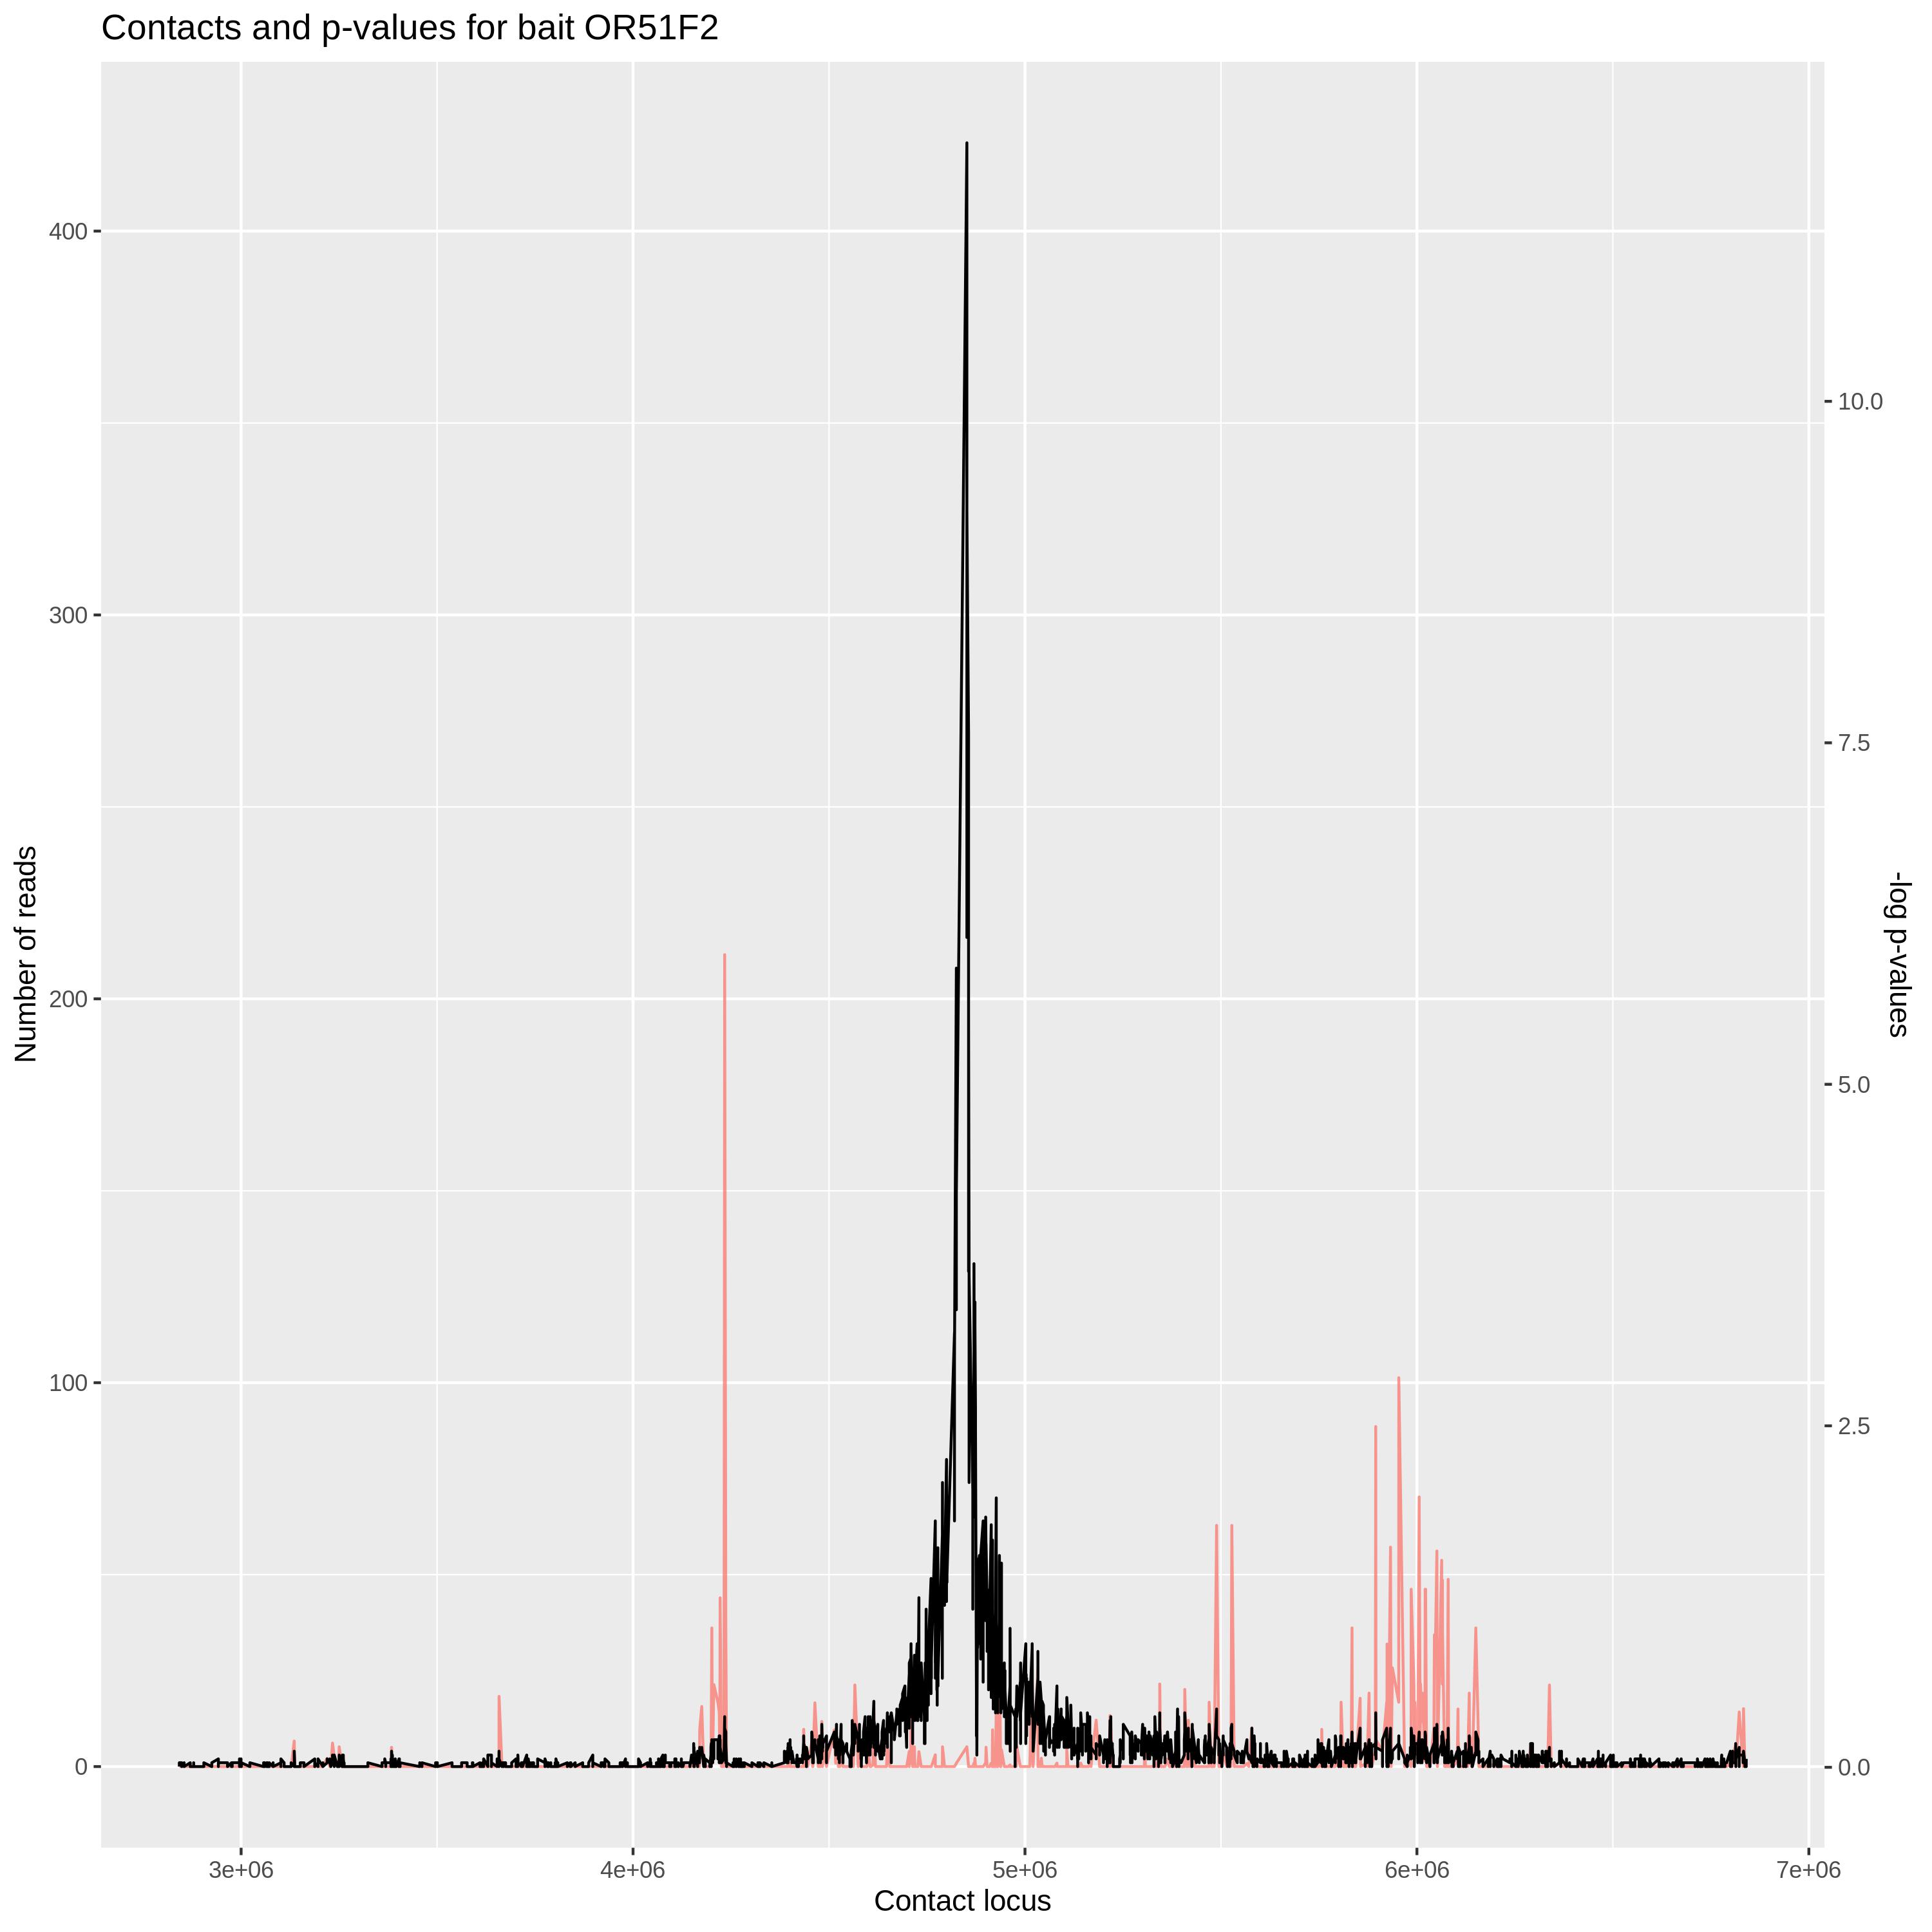 Contacts and p-values for bait OR51F2
400
300
200
100
0
Number of reads
10.0
7.5
5.0
2.5
0.0
-log p-values
3e+06
4e+06
5e+06
6e+06
7e+06
Contact locus